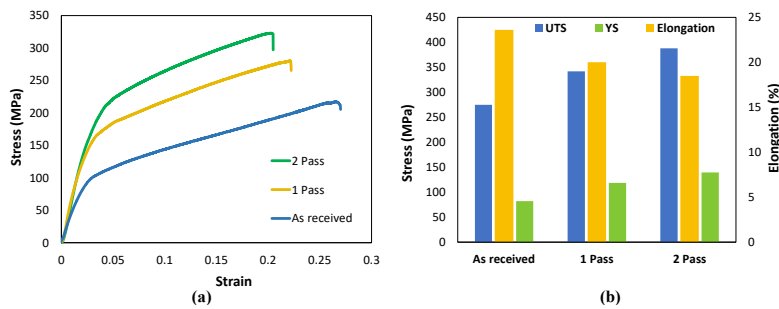 350
300
250
200
150
100
50
0
Stress (MPa)
2 Pass
1 Pass
As received
0 0.05 0.1 0.15 0.2 0.25 0.3
Strain
(a)
UTS YS Elongation
450
400
350
300
250
200
150
100
50
0
Stress (MPa)
25
20
15
10
5
0
Elongation (%)
As received 1 Pass 2 Pass
(b)